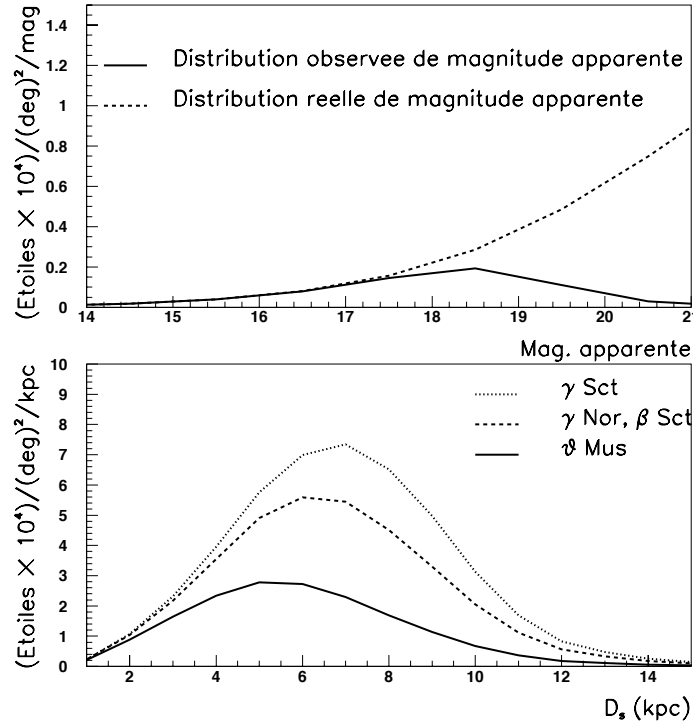 (Etoiles × 10⁴)/(deg)²/mag
1.4
1.2
1
0.8
0.6
0.4
0.2
0
Distribution observee de magnitude apparente
Distribution reelle de magnitude apparente
14 15 16 17 18 19 20 21
Mag. apparente
(Etoiles × 10⁴)/(deg)²/kpc
10
9
8
7
6
5
4
3
2
1
0
γ Sct
γ Nor, β Sct
ϑ Mus
2 4 6 8 10 12 14
Dₛ (kpc)